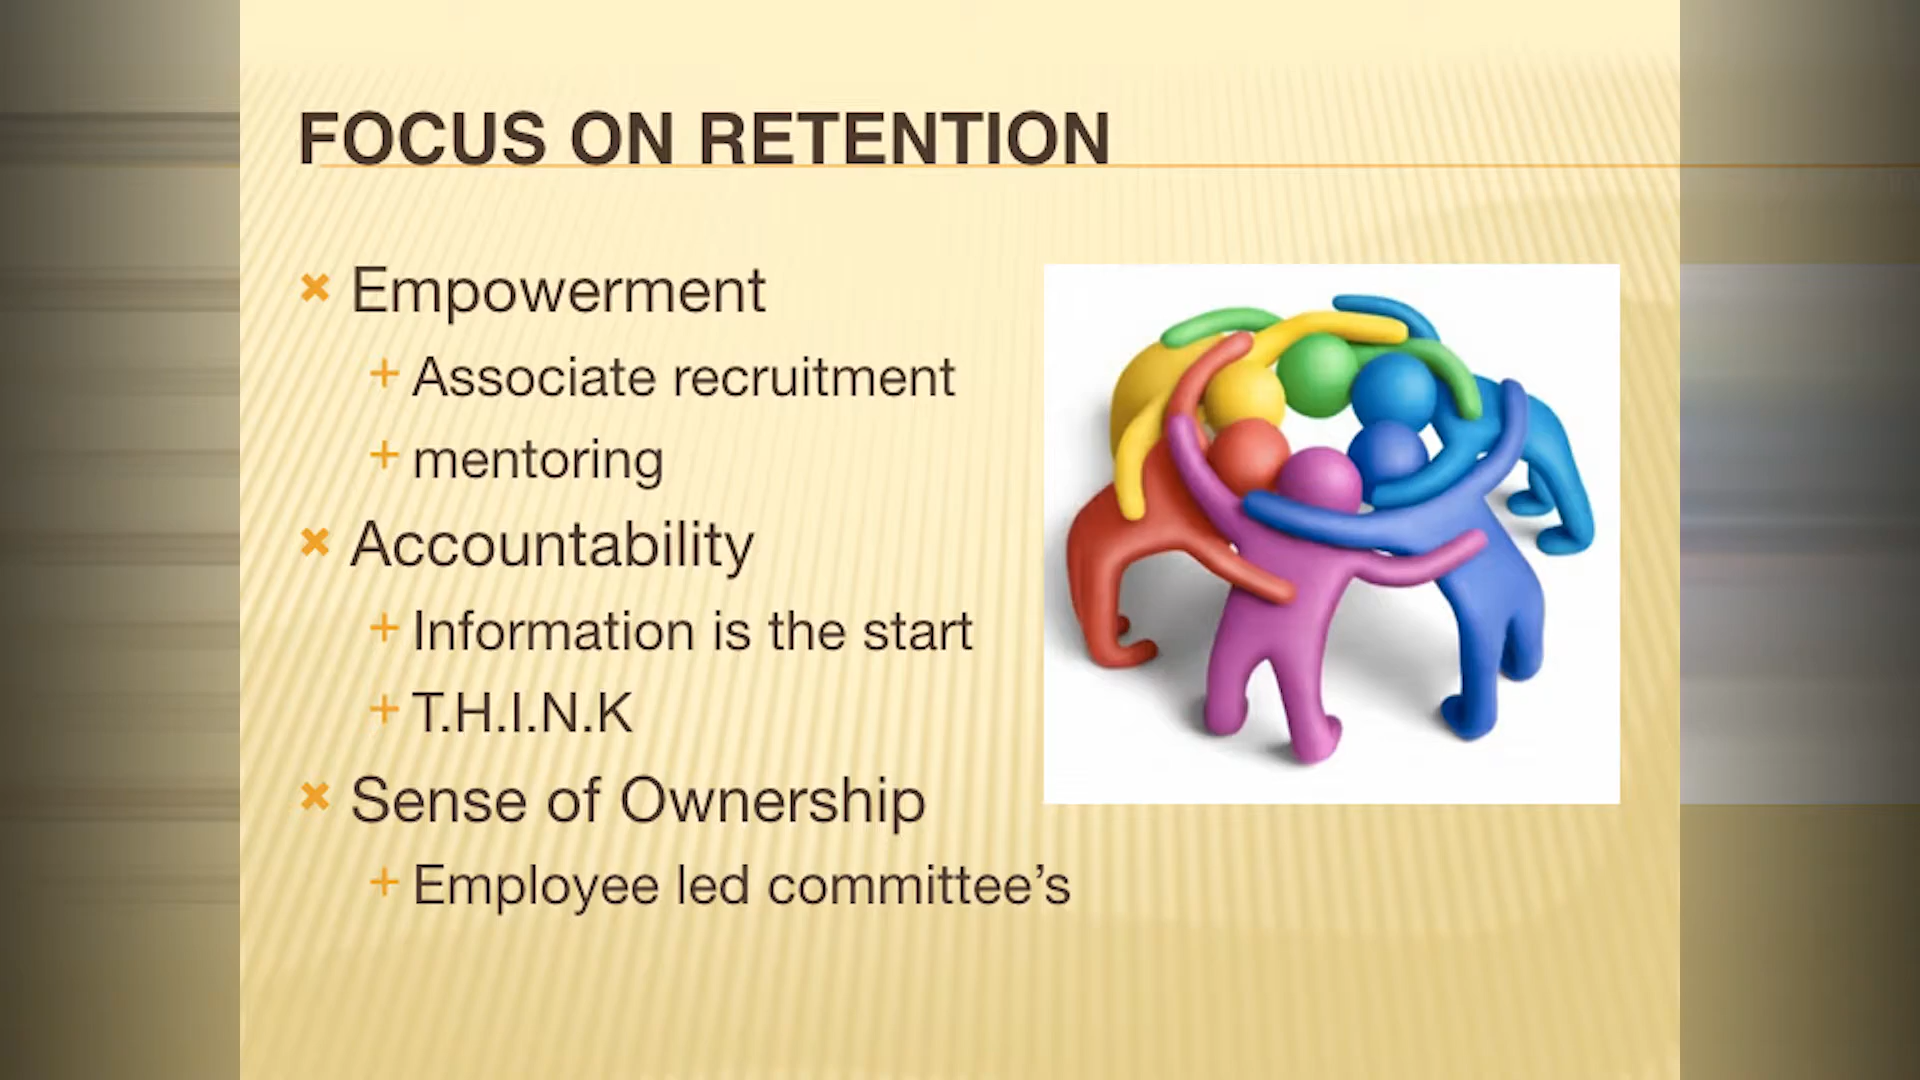 FOCUS ON RETENTION
Empowerment
Associate recruitment
mentoring
Accountability
Information is the start
T.H.I.N.K
Sense of Ownership
Employee led committee’s